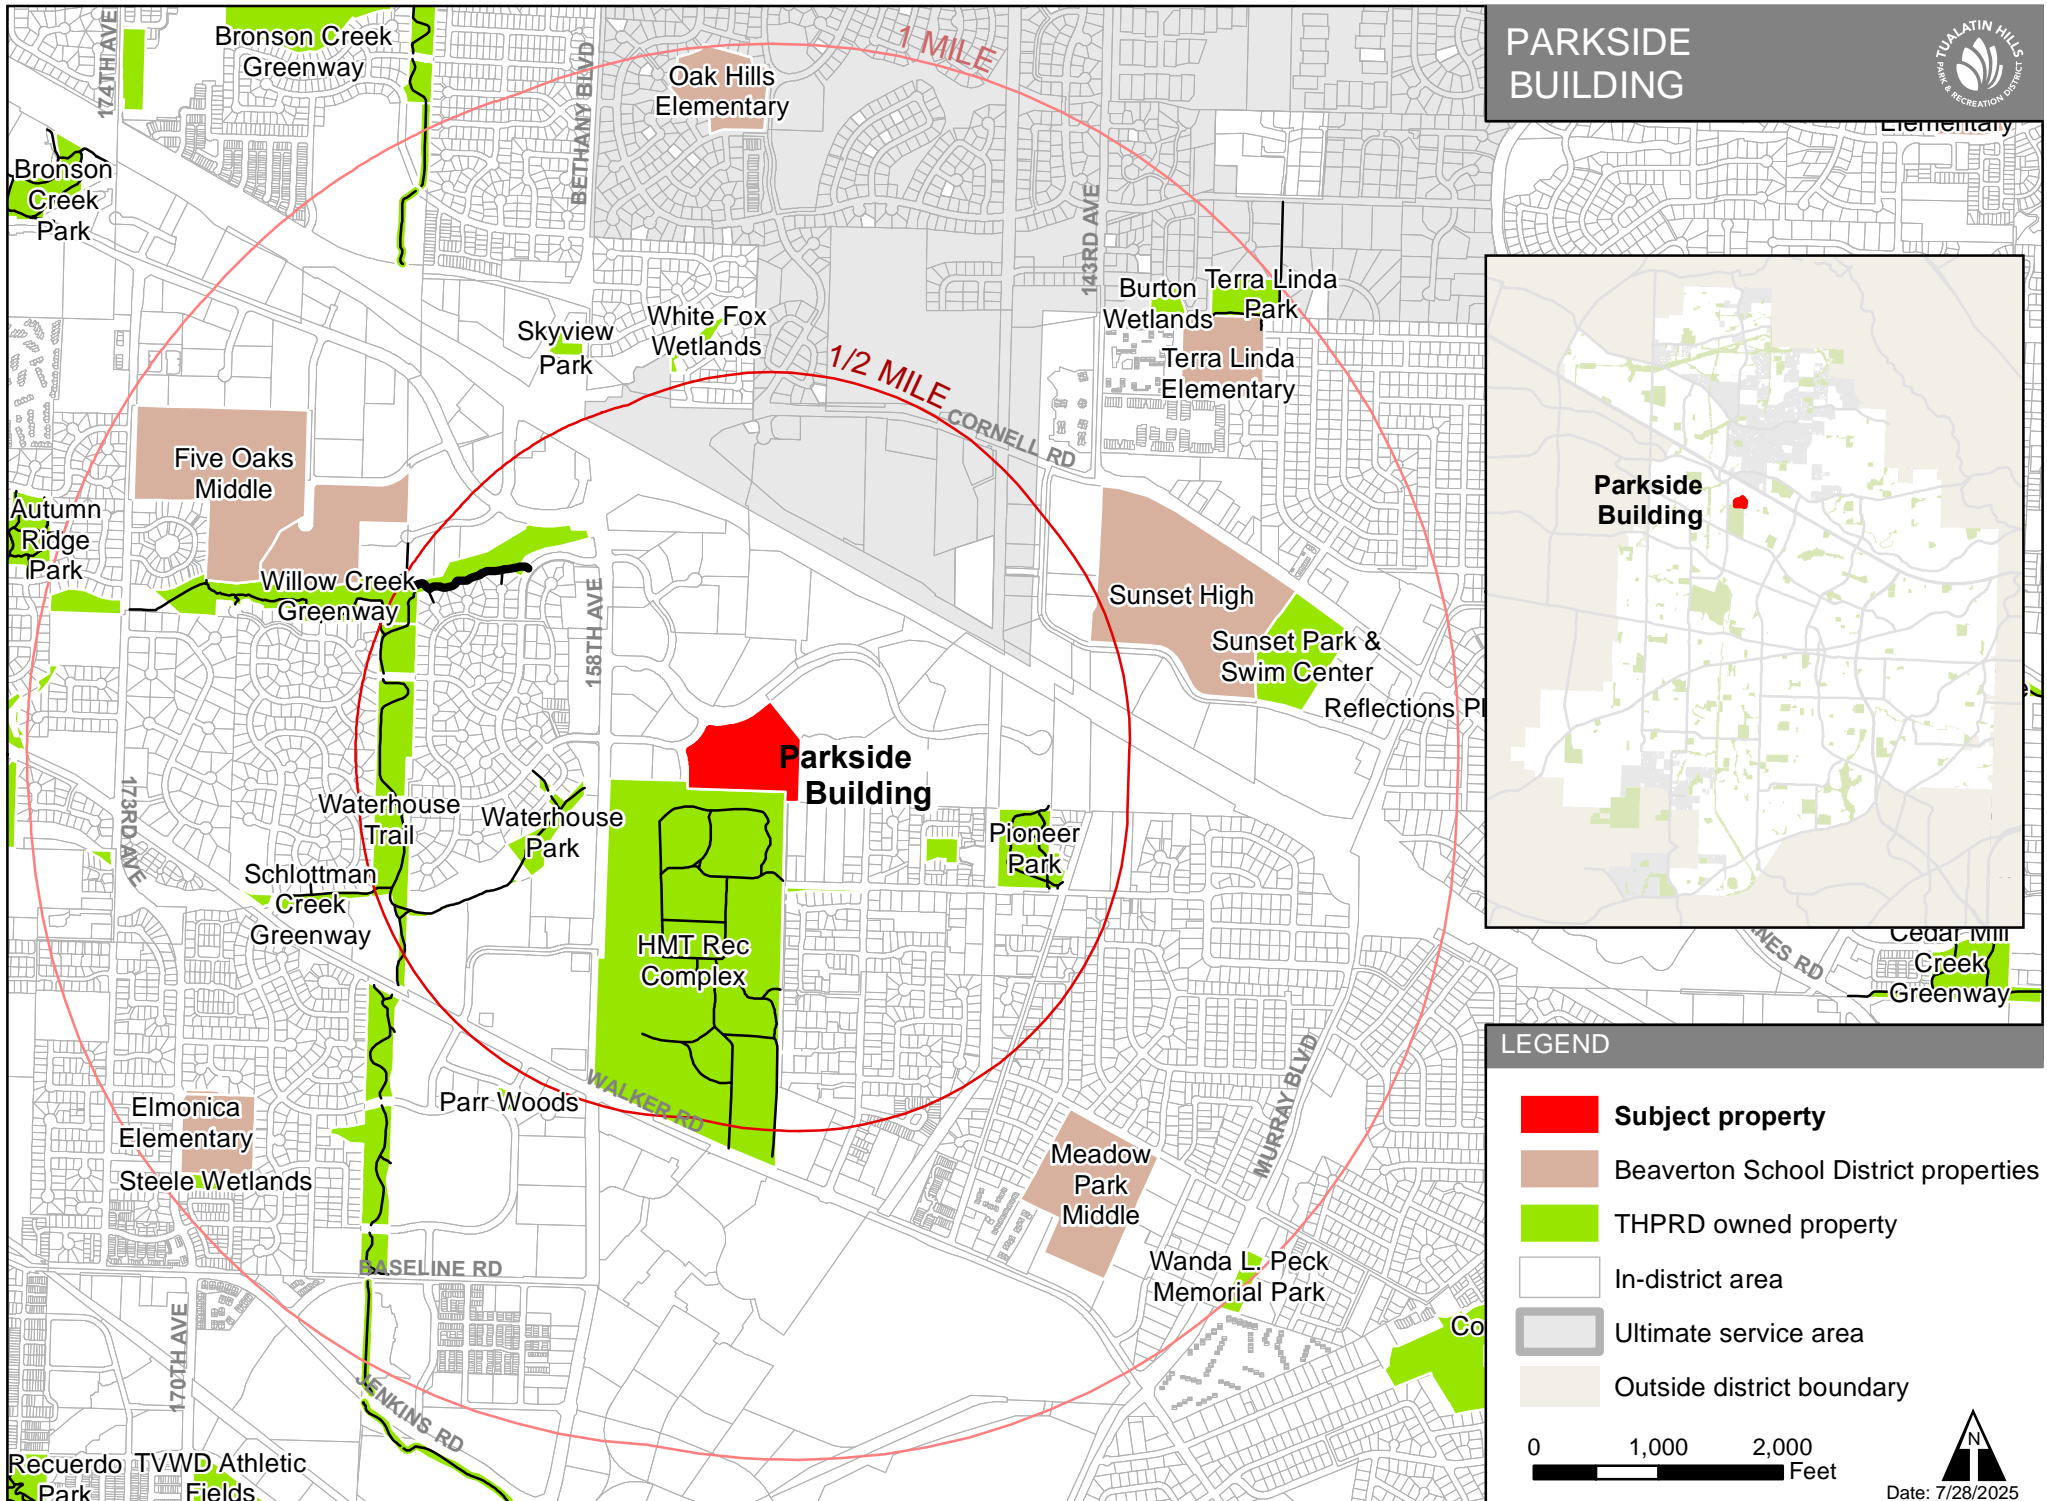 PARKSIDE
BUILDING
TUALATIN HILLS
PARK & RECREATION DISTRICT
Elementary
174TH AVE
Bronson Creek
Greenway
BETHANY BLVD
Oak Hills
Elementary
1 MILE
Bronson
Creek
Park
143RD AVE
Burton
Wetlands
Terra Linda
Park
Skyview
Park
White Fox
Wetlands
1/2 MILE
Terra Linda
Elementary
CORNELL RD
Five Oaks
Middle
Autumn
Ridge
Park
Willow Creek
Greenway
158TH AVE
Sunset High
Sunset Park &
Swim Center
Reflections Pl
Parkside
Building
Parkside
Building
173RD AVE
Waterhouse
Trail
Waterhouse
Park
Pioneer
Park
Schlottman
Creek
Greenway
HMT Rec
Complex
NES RD
Cedar Mill
Creek
Greenway
Elmonica
Elementary
Steele Wetlands
Parr Woods
WALKER RD
MURRAY BLVD
Meadow
Park
Middle
Wanda L. Peck
Memorial Park
BASELINE RD
170TH AVE
JENKINS RD
Co
Recuerdo
Park
TVWD Athletic
Fields
LEGEND
Subject property
Beaverton School District properties
THPRD owned property
In-district area
Ultimate service area
Outside district boundary
0 1,000 2,000
Feet
N
Date: 7/28/2025